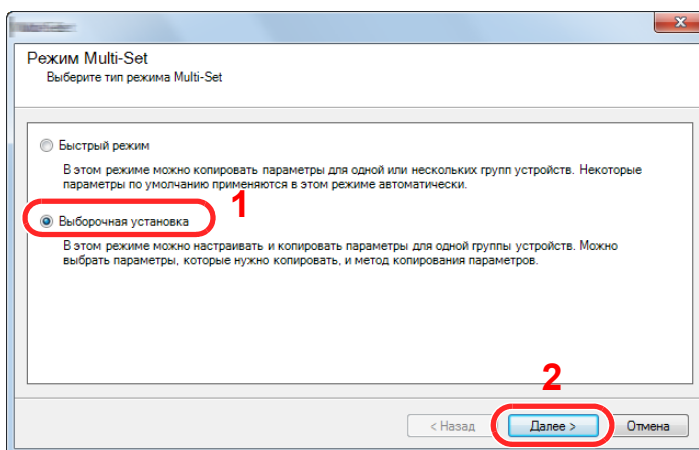 Режим Multi-Set
Выберите тип режима Multi-Set
Быстрый режим
В этом режиме можно копировать параметры для одной или нескольких групп устройств. Некоторые
параметры по умолчанию применяются в этом режиме автоматически.
1
Выборочная установка
В этом режиме можно настраивать и копировать параметры для одной группы устройств. Можно
выбрать параметры, которые нужно копировать, и метод копирования параметров.
2
< Назад Далее > Отмена